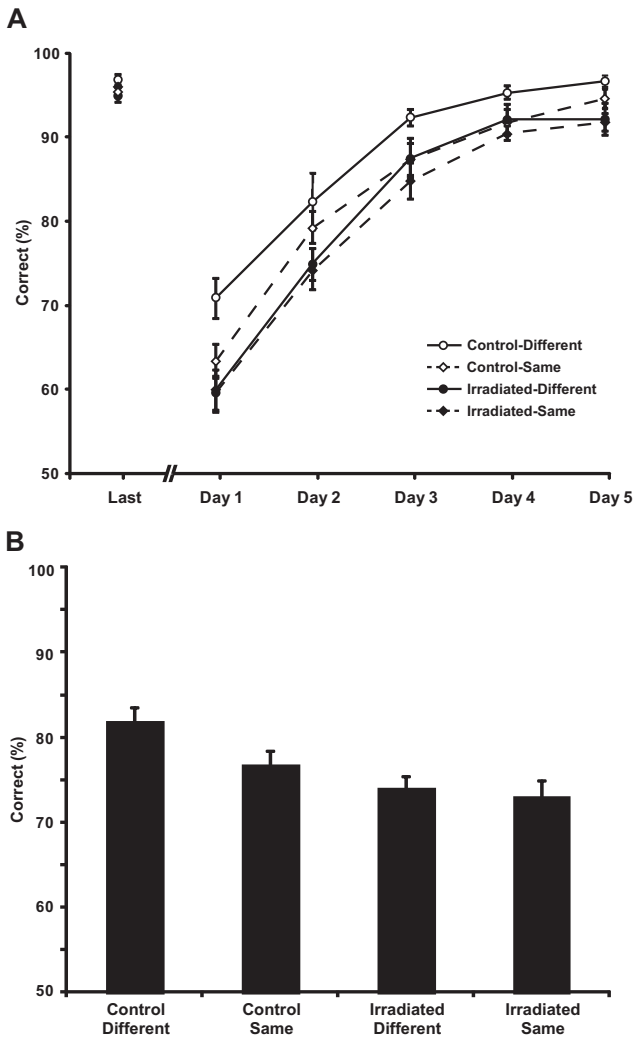 A
100
90
80
70
60
50
Correct (%)
Control-Different
Control-Same
Irradiated-Different
Irradiated-Same
Last
Day 1
Day 2
Day 3
Day 4
Day 5
B
100
90
80
70
60
50
Correct (%)
Control
Different
Control
Same
Irradiated
Different
Irradiated
Same